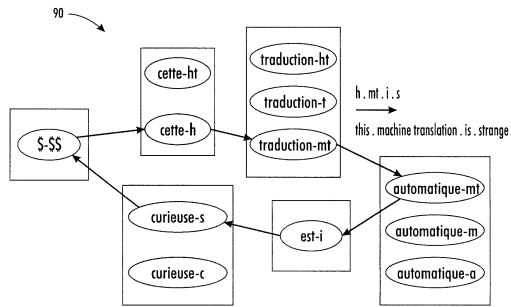 90
cette-ht
cette-h
traduction-ht
traduction-t
traduction-mt
h.mt.i.s
this.machine translation.is.strange
$-$$
automatique-mt
automatique-m
automatique-a
est-i
curieuse-s
curieuse-c